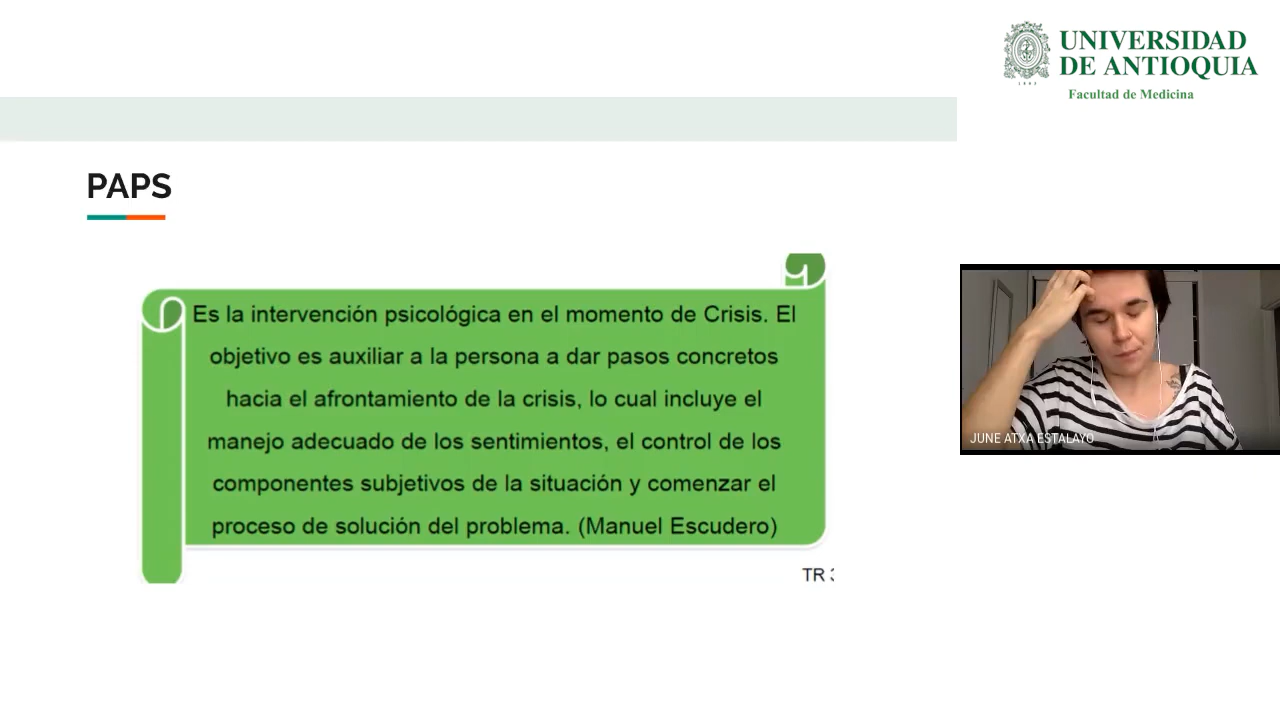 UNIVERSIDAD
DE ANTIOQUIA
1803
Facultad de Medicina
PAPS
Es la intervención psicológica en el momento de Crisis. El
objetivo es auxiliar a la persona a dar pasos concretos
hacia el afrontamiento de la crisis, lo cual incluye el
manejo adecuado de los sentimientos, el control de los
componentes subjetivos de la situación y comenzar el
proceso de solución del problema. (Manuel Escudero)
TR
JUNE ATXA ESTALAYO